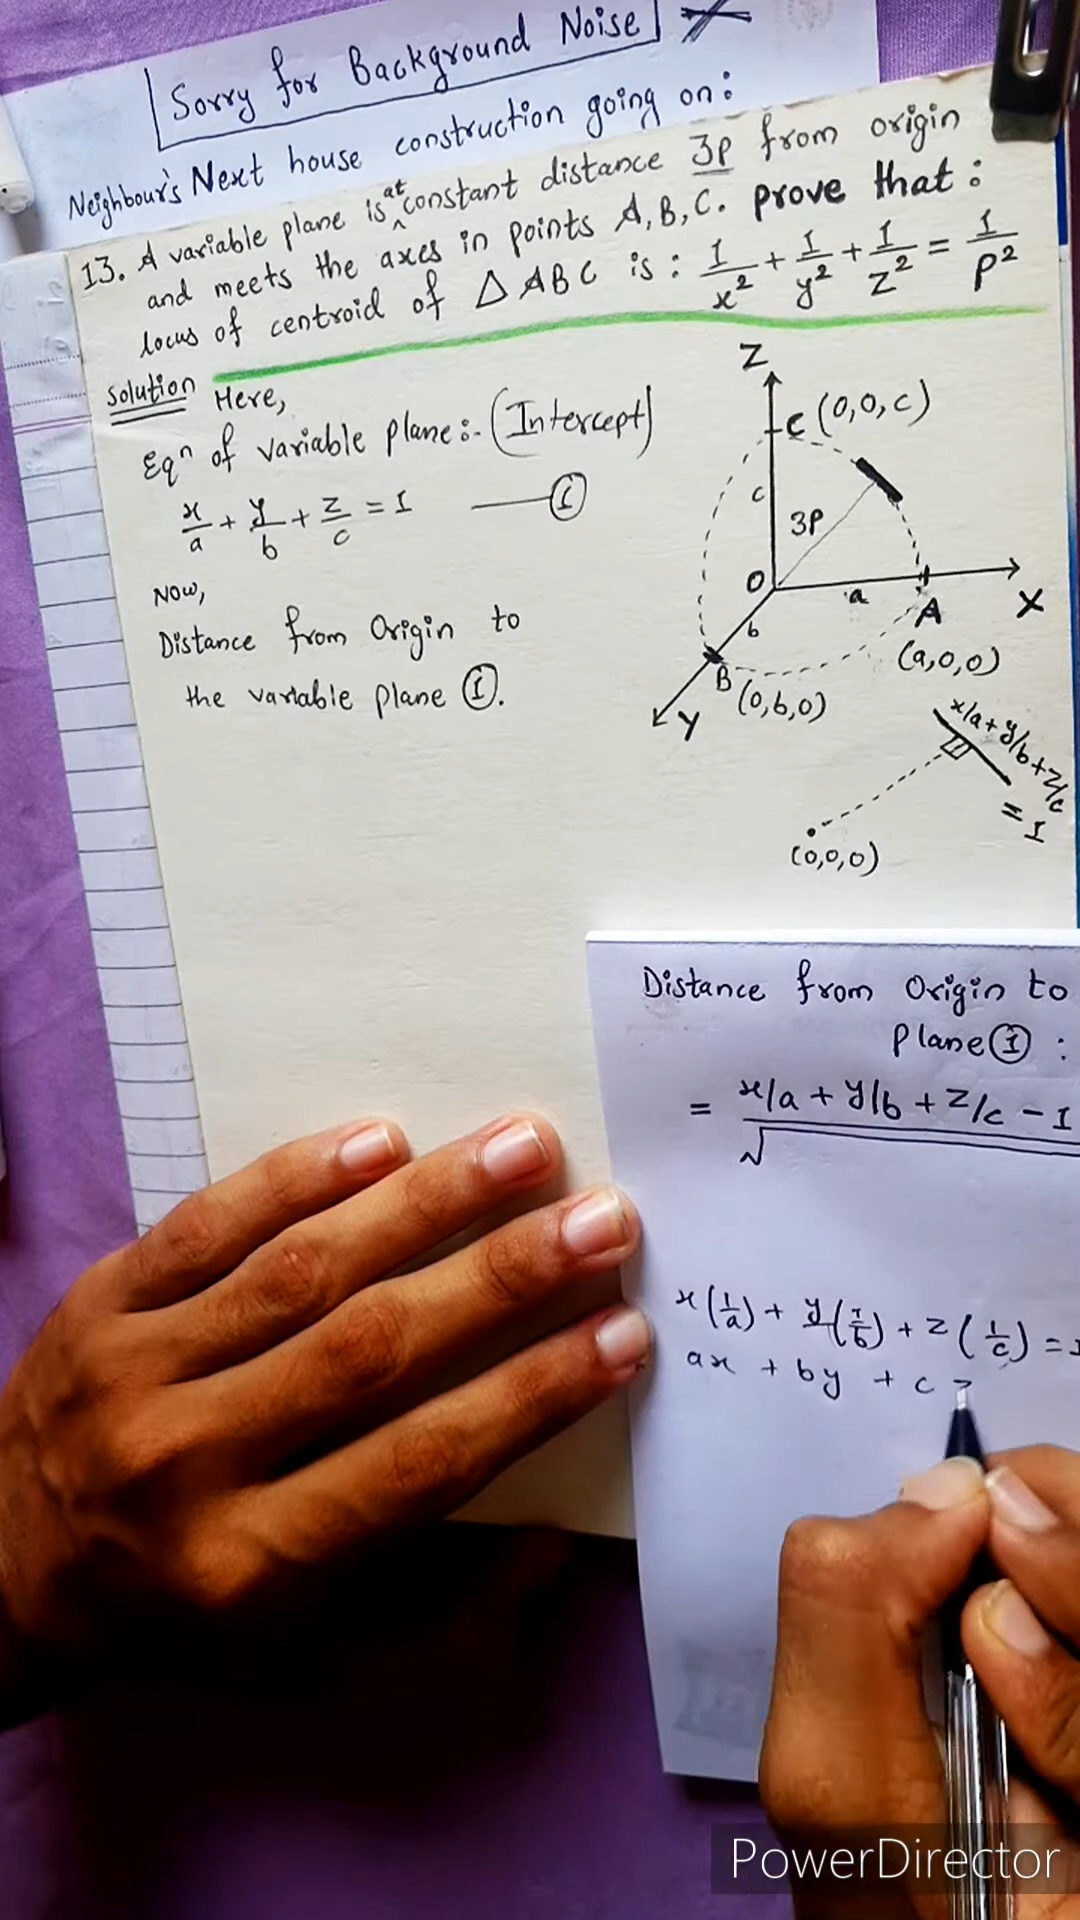 Sorry for Background Noise
Neighbour's Next house construction going on:
13. A variable plane is at constant distance 3p from origin
and meets the axes in points A, B, C. prove that:
locus of centroid of △ABC is: 1/x² + 1/y² + 1/z² = 1/p²
Solution Here,
Eqⁿ of variable plane:- (Intercept)
x/a + y/b + z/c = 1 —— ①
Now,
Distance from Origin to
the variable plane ①.
Z
C (0,0,c)
c
3P
O
a
A
X
b
(a,0,0)
B (0,b,0)
Y
x/a + y/b + z/c
= 1
(0,0,0)
Distance from Origin to
Plane ① :
= x/a + y/b + z/c - 1
√
x(1/a) + y(1/b) + z(1/c) = 1
ax + by + cz
PowerDirector